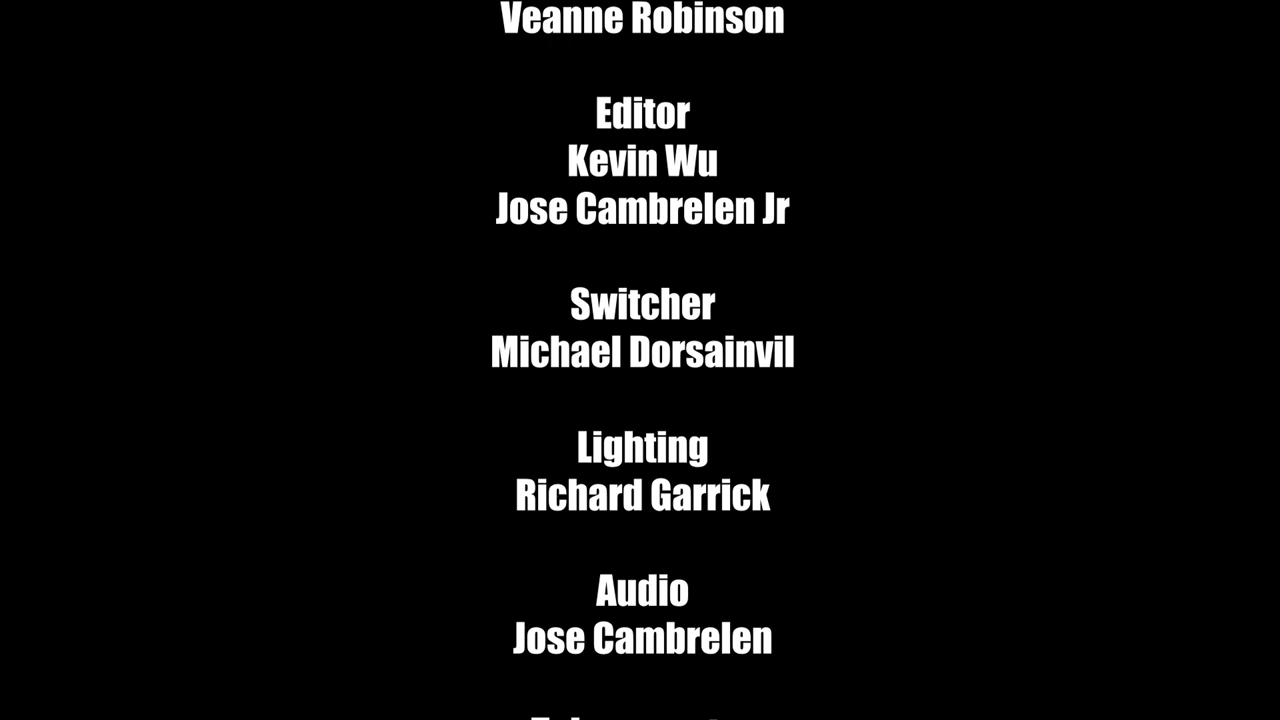 Veanne Robinson
Editor
Kevin Wu
Jose Cambrelen Jr
Switcher
Michael Dorsainvil
Lighting
Richard Garrick
Audio
Jose Cambrelen